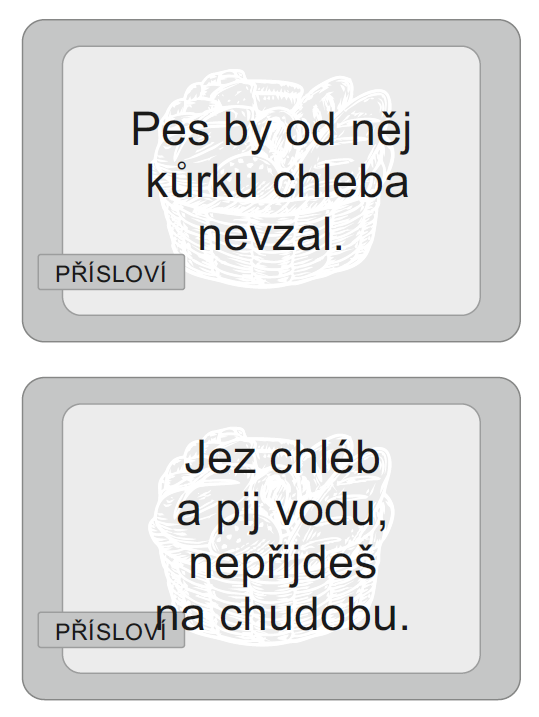 Pes by od něj
kůrku chleba
nevzal.
PŘÍSLOVÍ
Jez chléb
a pij vodu,
nepřijdeš
na chudobu.
PŘÍSLOVÍ